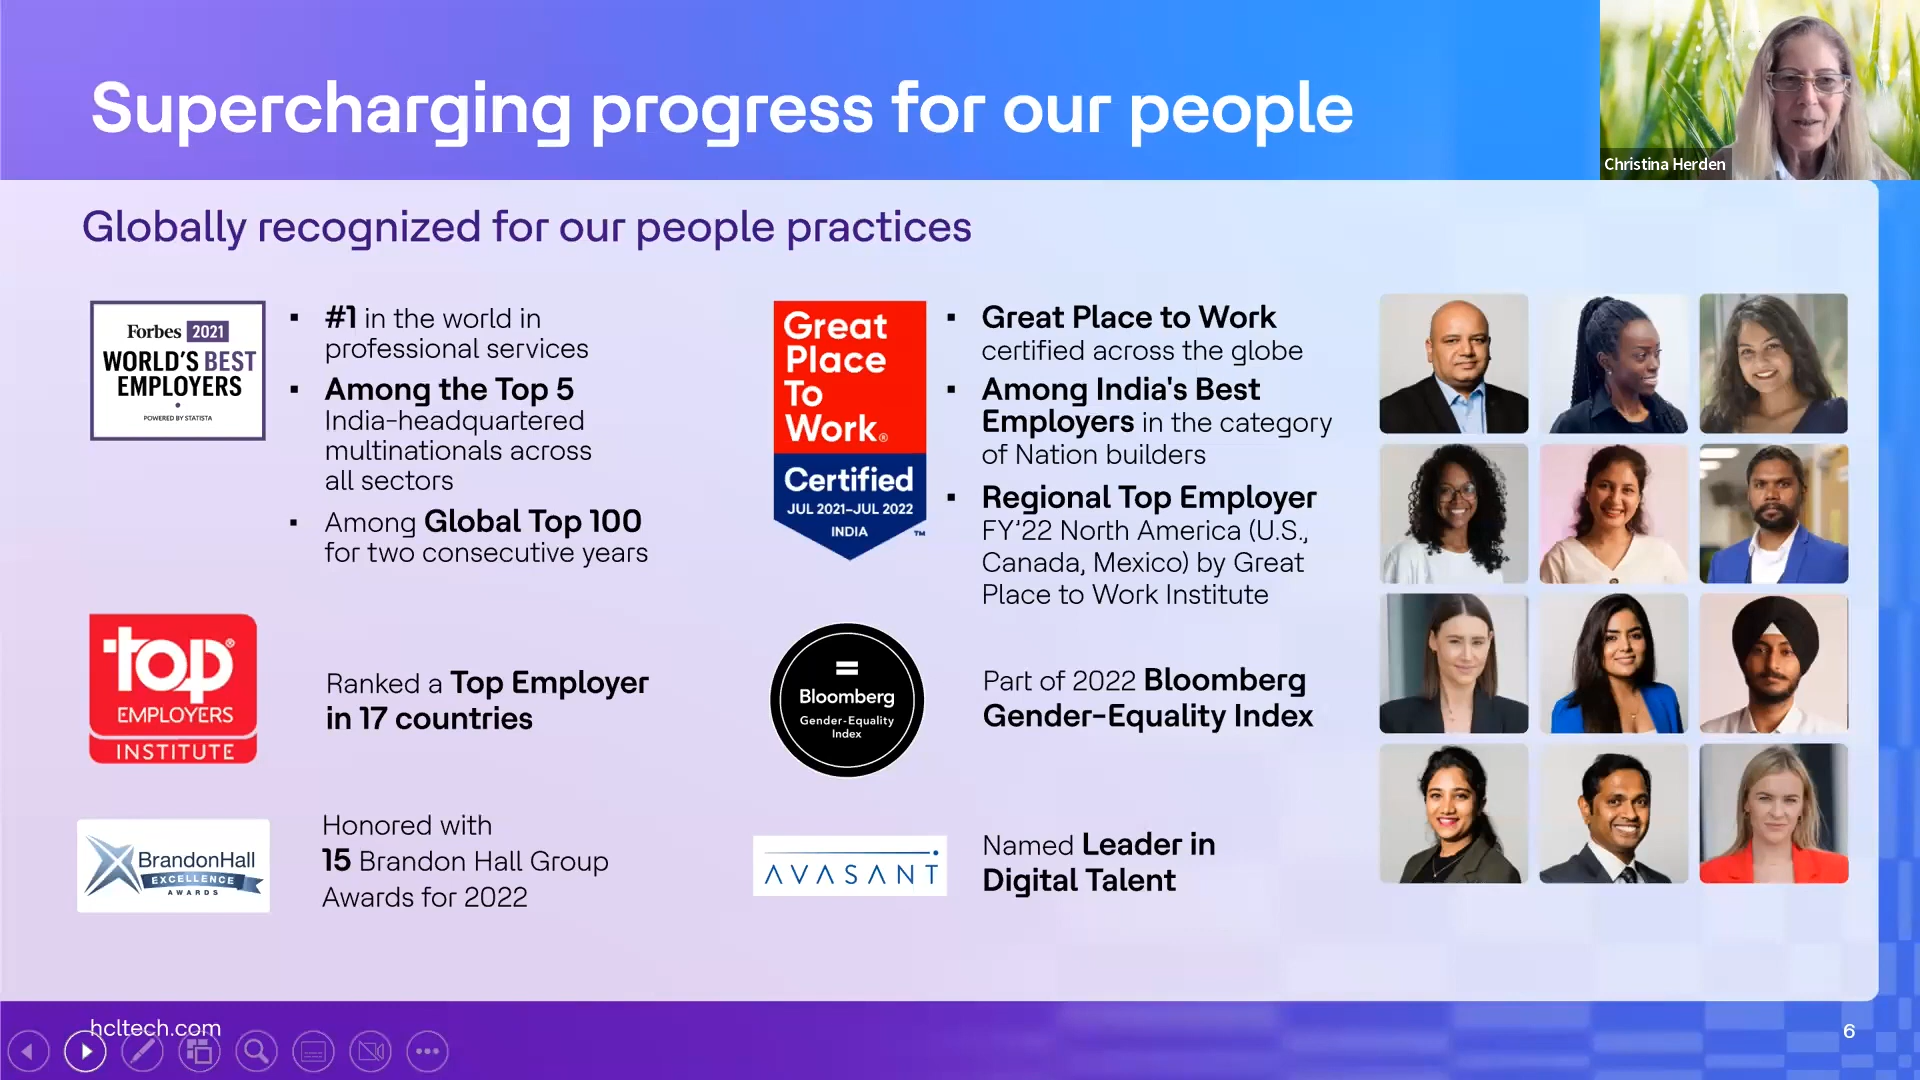 Supercharging progress for our people
Christina Herden
Globally recognized for our people practices
Forbes 2021
WORLD'S BEST
EMPLOYERS
POWERED BY STATISTA
▪ #1 in the world in
professional services
▪ Among the Top 5
India-headquartered
multinationals across
all sectors
▪ Among Global Top 100
for two consecutive years
Great
Place
To
Work®
Certified
JUL 2021–JUL 2022
INDIA
™
▪ Great Place to Work
certified across the globe
▪ Among India's Best
Employers in the category
of Nation builders
▪ Regional Top Employer
FY'22 North America (U.S.,
Canada, Mexico) by Great
Place to Work Institute
top®
EMPLOYERS
INSTITUTE
Ranked a Top Employer
in 17 countries
Bloomberg
Gender-Equality
Index
Part of 2022 Bloomberg
Gender-Equality Index
BrandonHall
EXCELLENCE
AWARDS
Honored with
15 Brandon Hall Group
Awards for 2022
AVASANT
Named Leader in
Digital Talent
hcltech.com
6